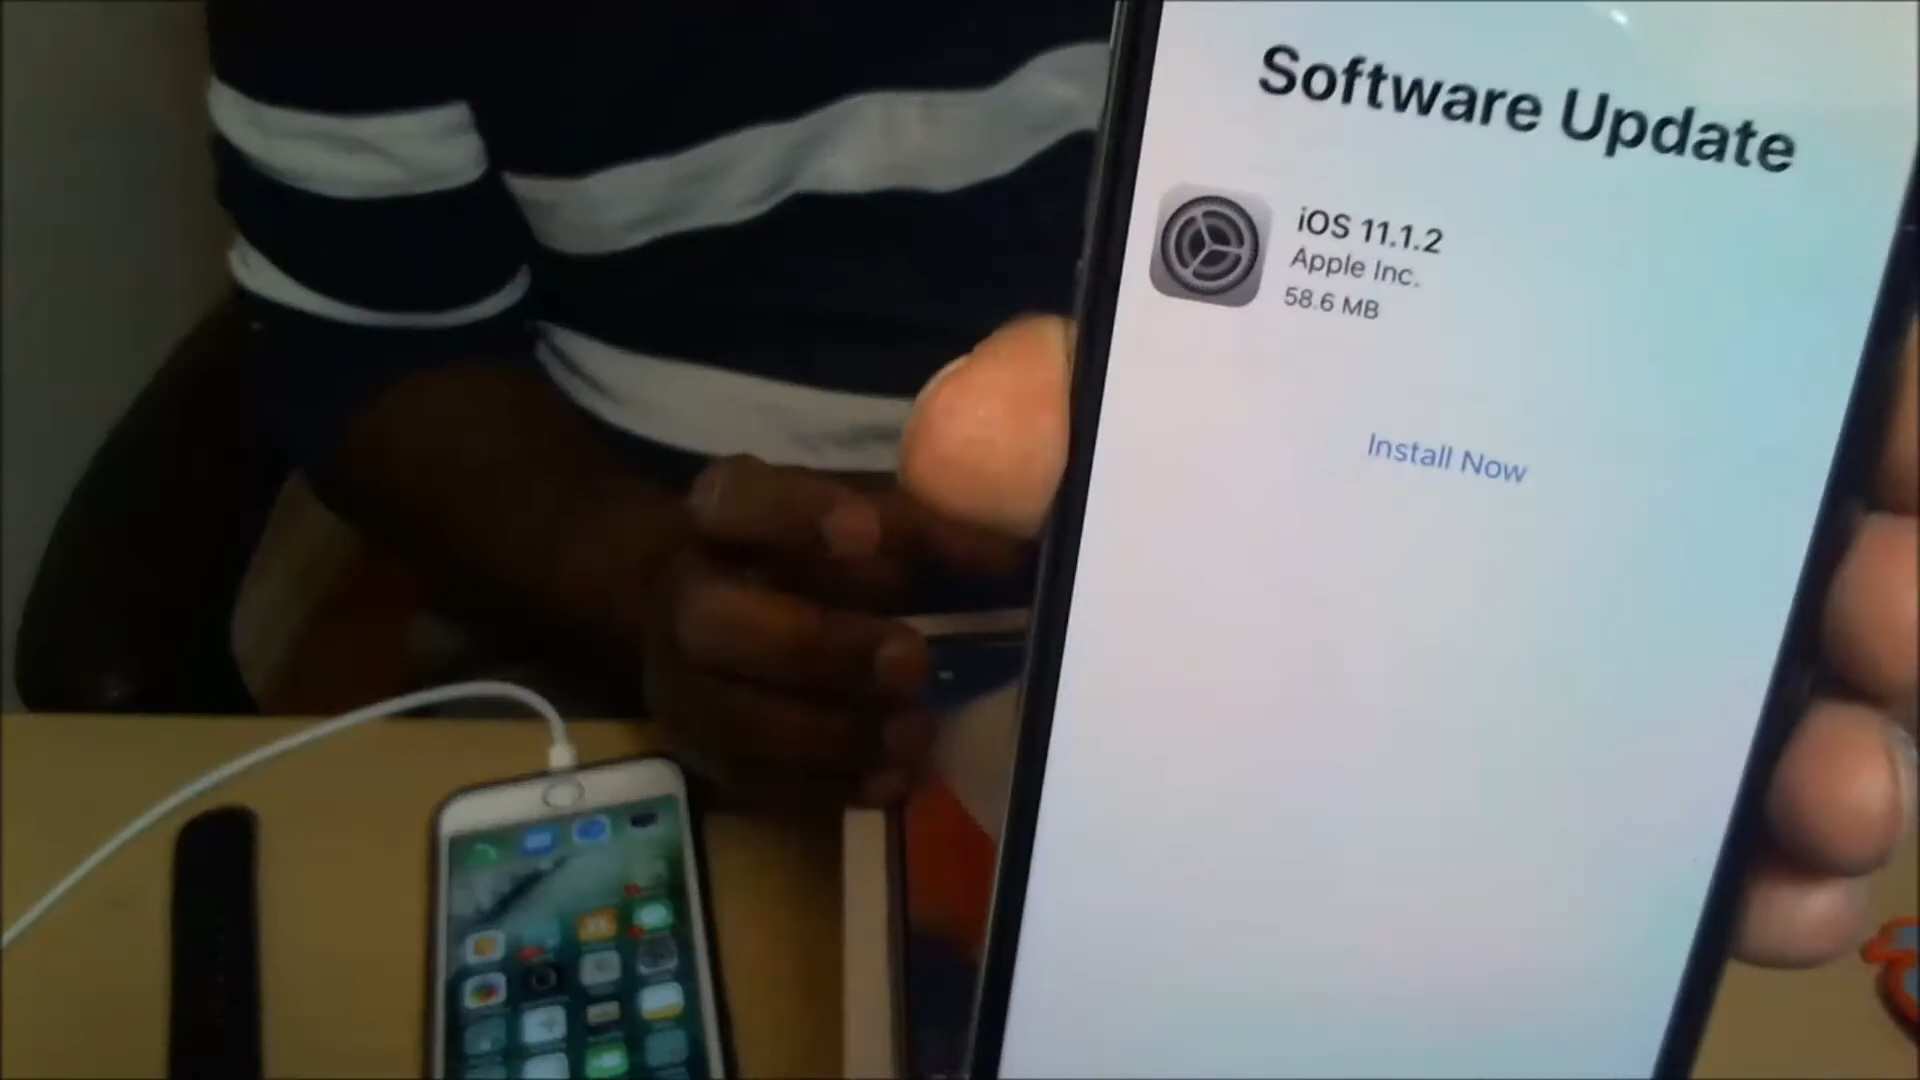 Software Update
iOS 11.1.2
Apple Inc.
58.6 MB
Install Now